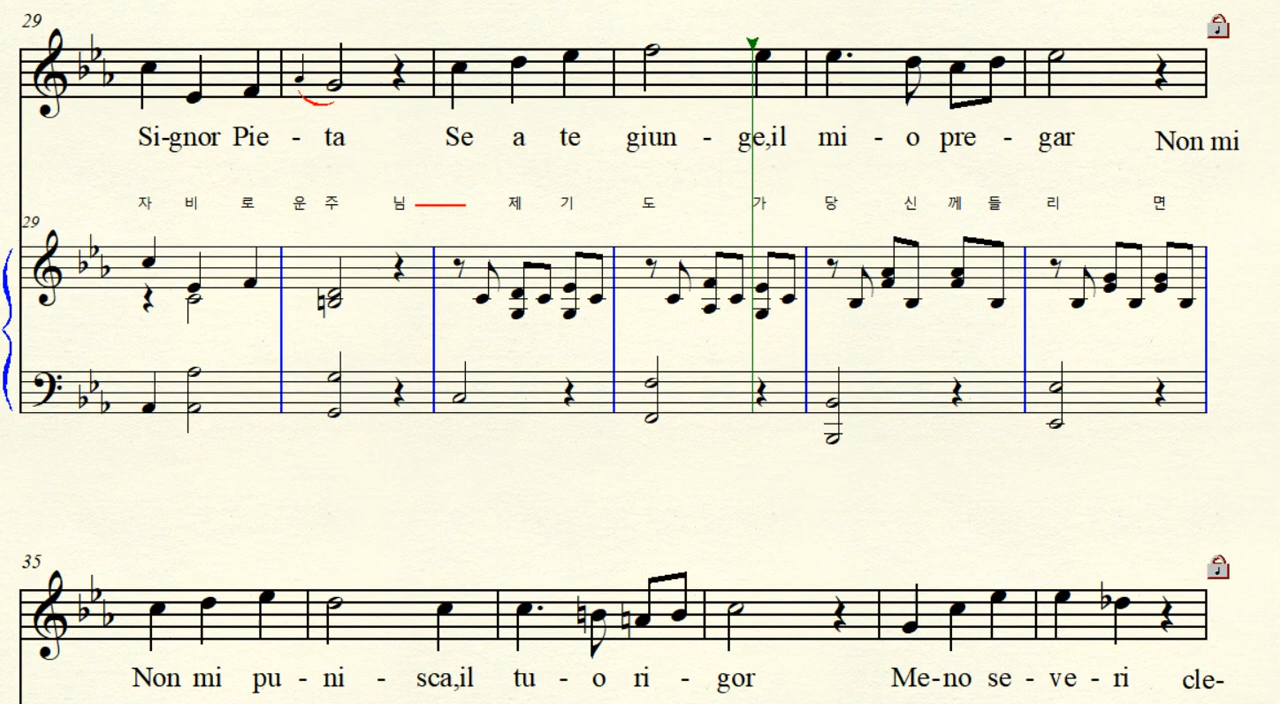 29
Si-gnor Pie - ta Se a te giun - ge,il mi - o pre - gar Non mi
자 비 로 운 주 님 제 기 도 가 당 신 께 들 리 면
29
35
Non mi pu - ni - sca,il tu - o ri - gor Me-no se - ve - ri cle-